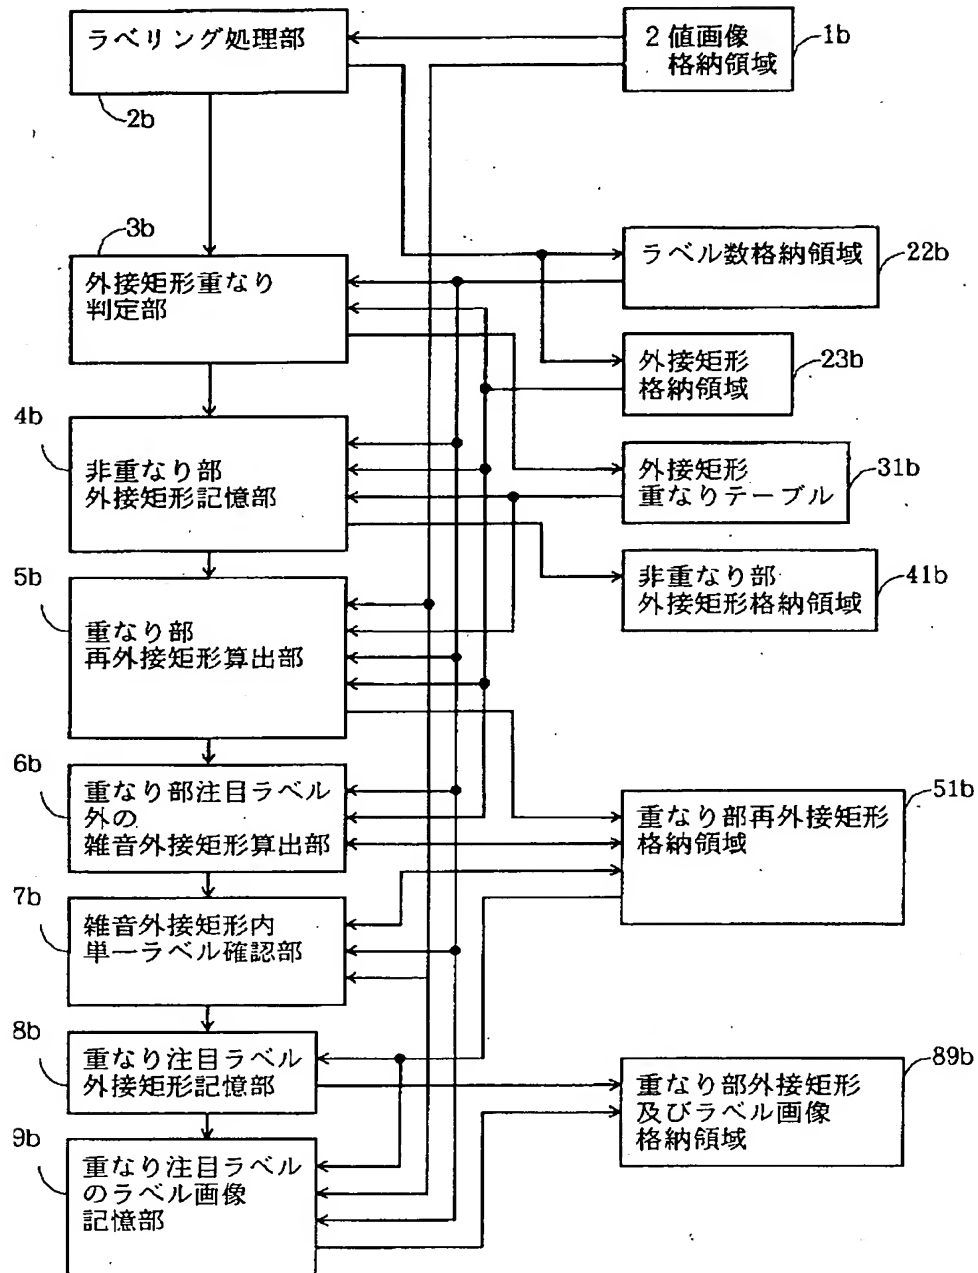 ラベリング処理部
2b
2値画像
格納領域
1b
3b
外接矩形重なり
判定部
ラベル数格納領域
22b
外接矩形
格納領域
23b
4b
非重なり部
外接矩形記憶部
外接矩形
重なりテーブル
31b
非重なり部
外接矩形格納領域
41b
5b
重なり部
再外接矩形算出部
6b
重なり部注目ラベル
外の
雑音外接矩形算出部
重なり部再外接矩形
格納領域
51b
7b
雑音外接矩形内
単一ラベル確認部
8b
重なり注目ラベル
外接矩形記憶部
重なり部外接矩形
及びラベル画像
格納領域
89b
9b
重なり注目ラベル
のラベル画像
記憶部